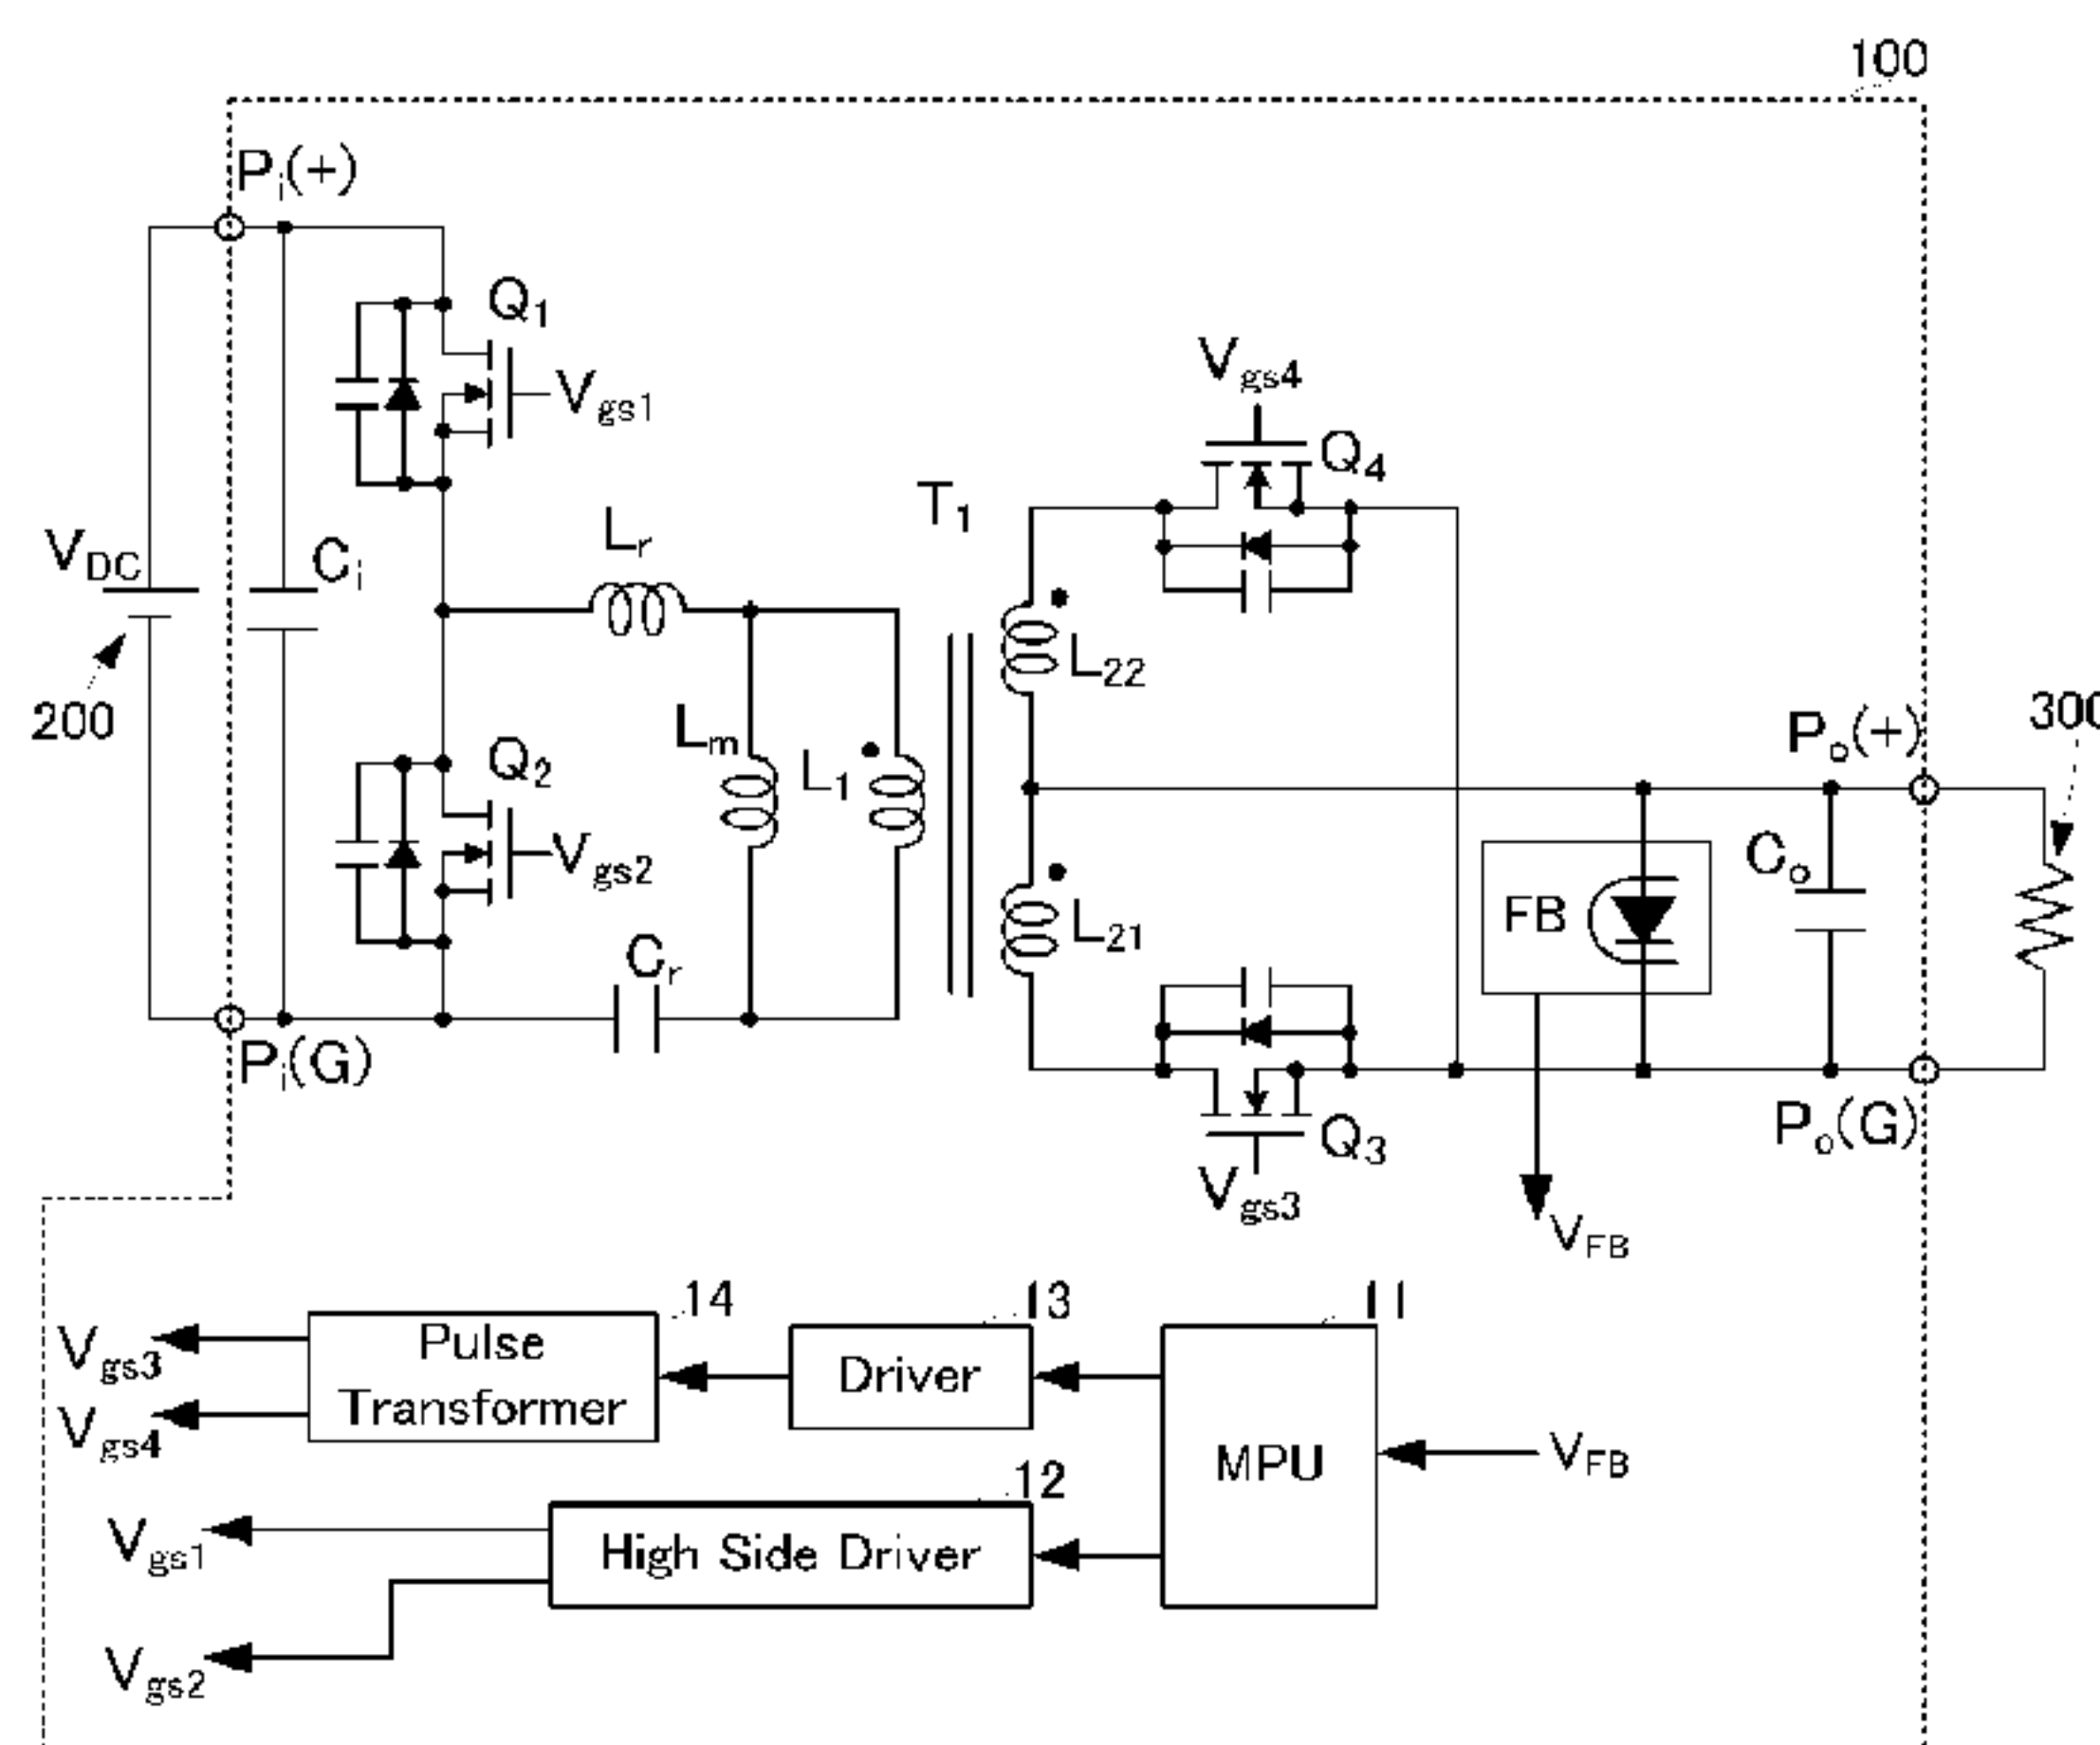 100
Pi(+)
Q1
Vgs1
Vgs4
Q4
T1
Lr
VDC
Ci
L22
200
Lm
L1
Po(+)
300
Q2
Vgs2
Co
FB
L21
Cr
Pi(G)
Po(G)
Q3
Vgs3
VFB
14
13
11
Vgs3
Pulse
Transformer
Driver
Vgs4
MPU
VFB
12
Vgs1
High Side Driver
Vgs2